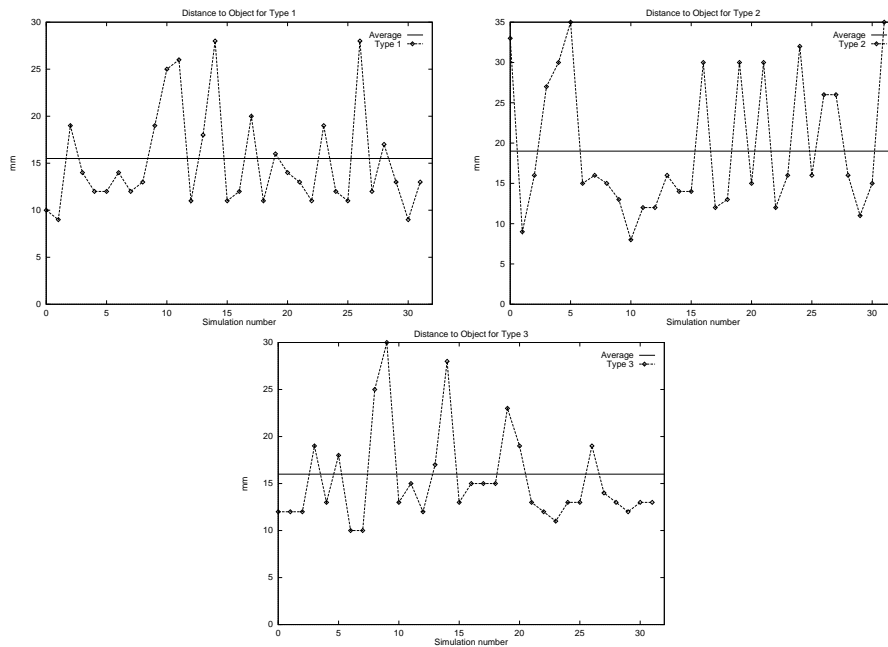 Distance to Object for Type 1
30
25
20
15
10
5
0
mm
Average
Type 1
0 5 10 15 20 25 30
Simulation number
Distance to Object for Type 2
35
30
25
20
15
10
5
0
mm
Average
Type 2
0 5 10 15 20 25 30
Simulation number
Distance to Object for Type 3
30
25
20
15
10
5
0
mm
Average
Type 3
0 5 10 15 20 25 30
Simulation number